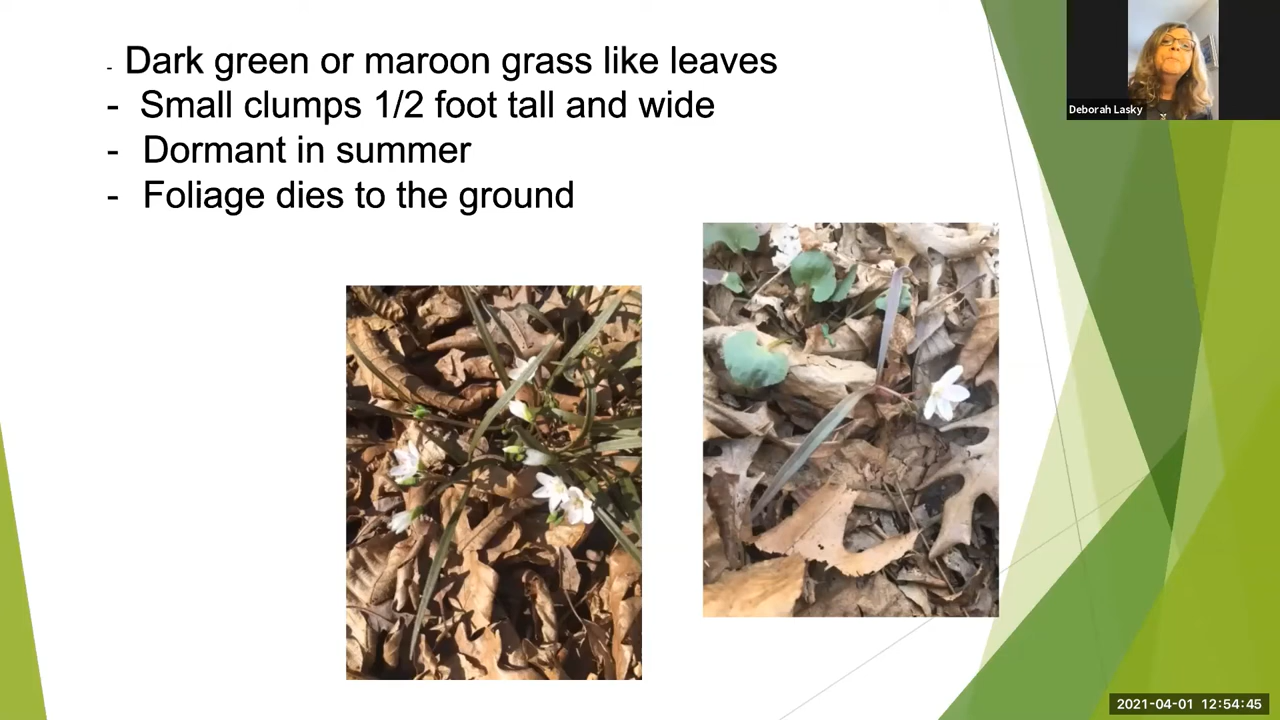 - Dark green or maroon grass like leaves
- Small clumps 1/2 foot tall and wide
- Dormant in summer
- Foliage dies to the ground
Deborah Lasky
2021-04-01 12:54:45